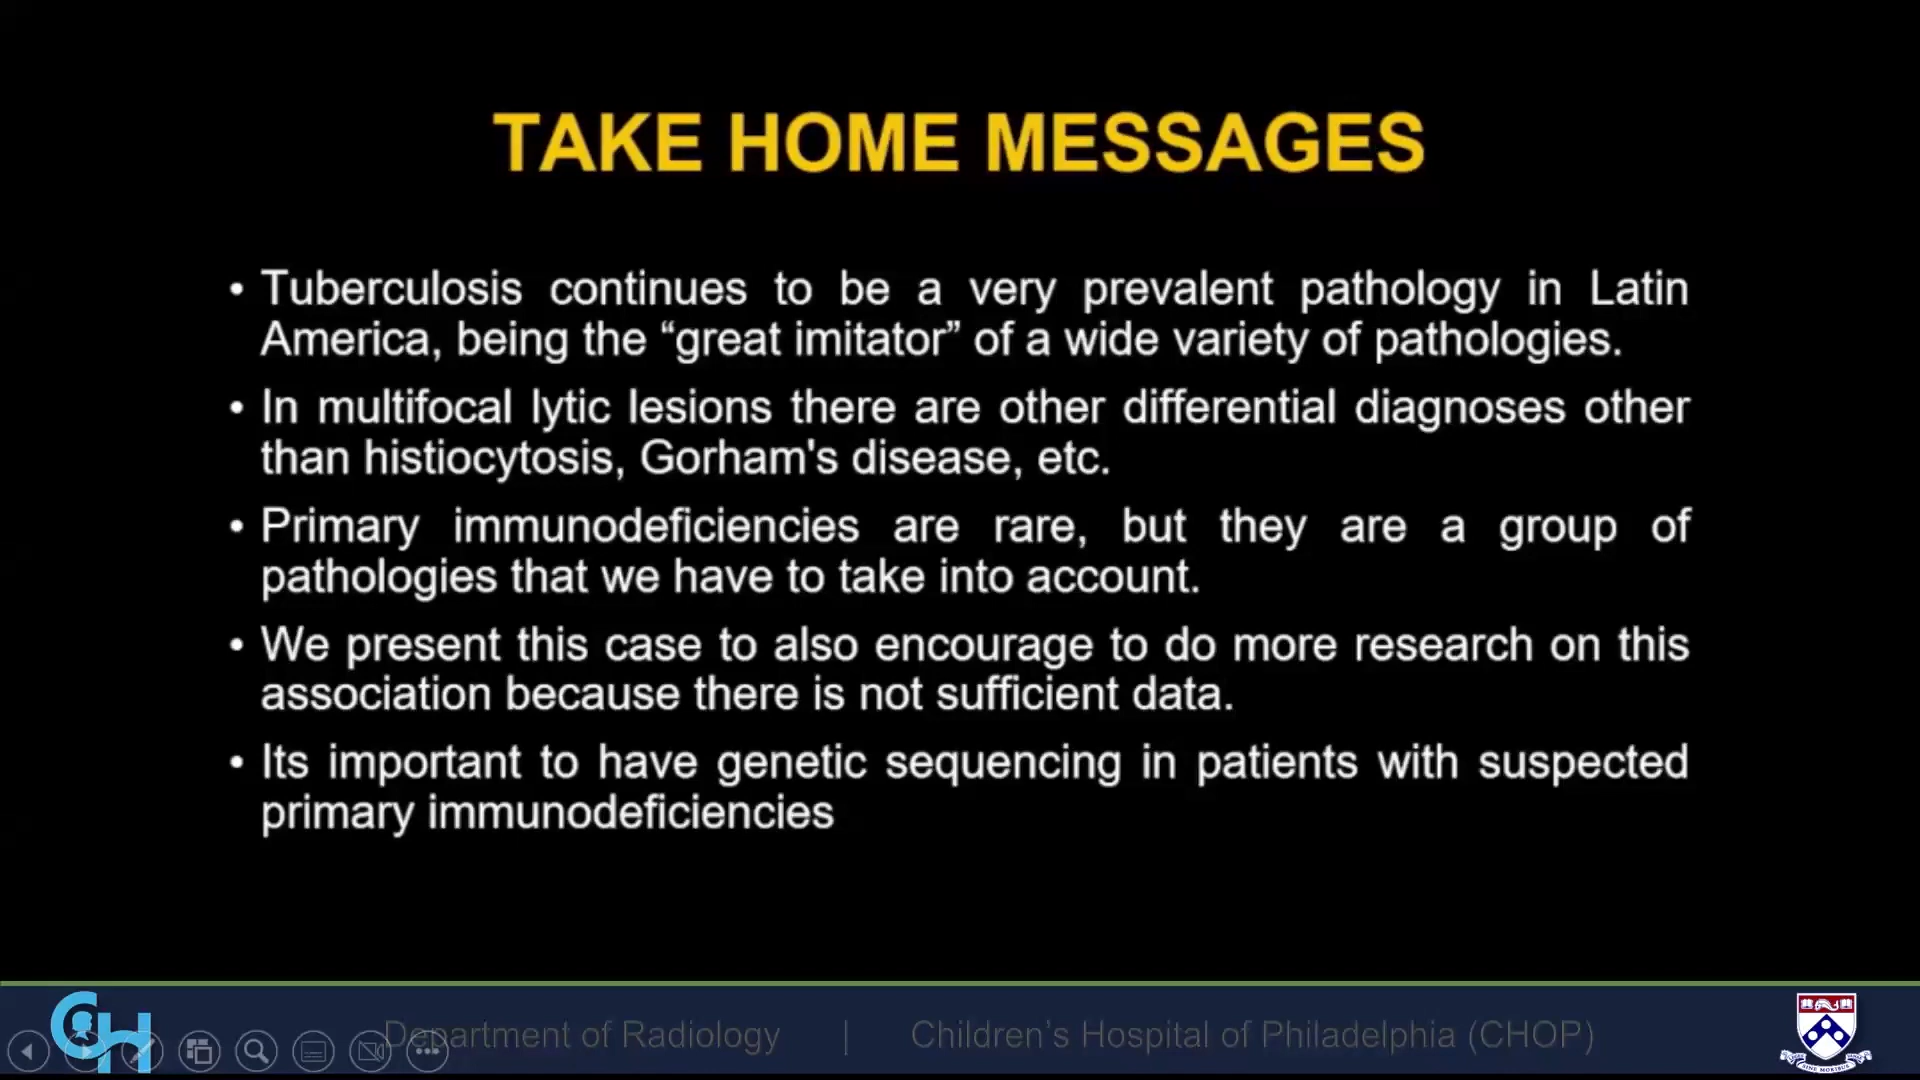 TAKE HOME MESSAGES
• Tuberculosis continues to be a very prevalent pathology in Latin
America, being the “great imitator” of a wide variety of pathologies.
• In multifocal lytic lesions there are other differential diagnoses other
than histiocytosis, Gorham's disease, etc.
• Primary immunodeficiencies are rare, but they are a group of
pathologies that we have to take into account.
• We present this case to also encourage to do more research on this
association because there is not sufficient data.
• Its important to have genetic sequencing in patients with suspected
primary immunodeficiencies
CH
Department of Radiology | Children’s Hospital of Philadelphia (CHOP)